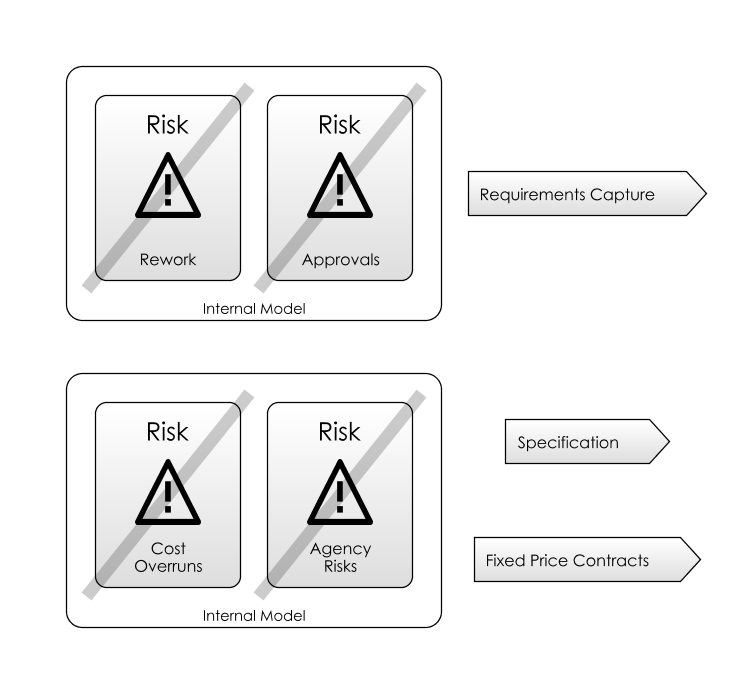 Risk
!
Rework
Risk
!
Approvals
Internal Model
Requirements Capture
Risk
!
Cost
Overruns
Risk
!
Agency
Risks
Internal Model
Specification
Fixed Price Contracts